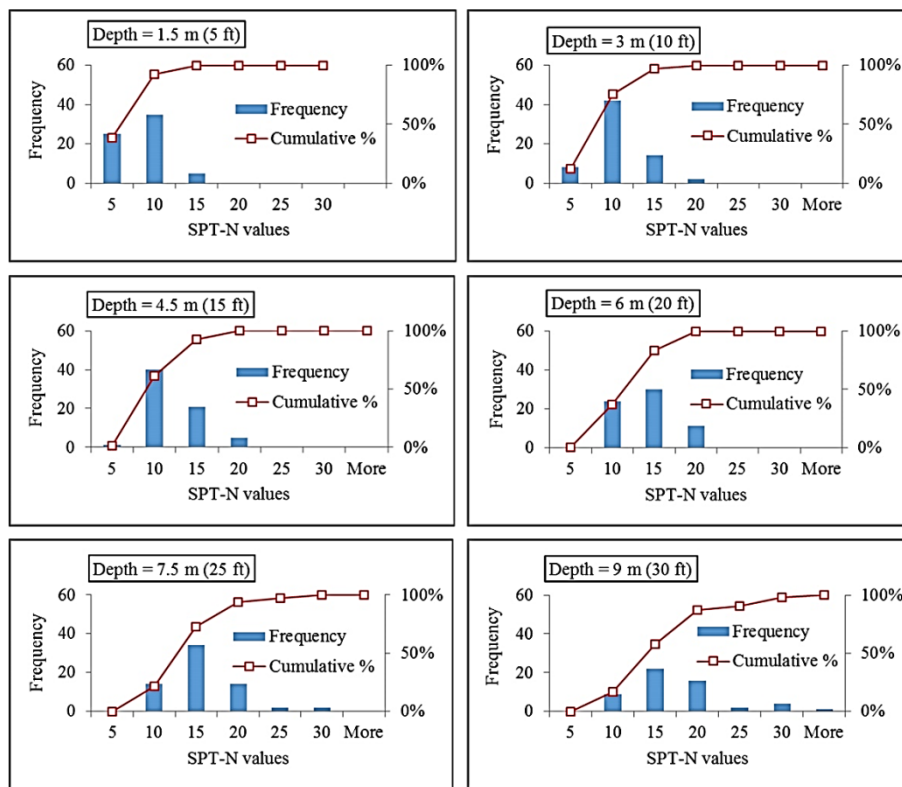 Depth = 1.5 m (5 ft)
60
40
20
0
Frequency
100%
50%
0%
Frequency
Cumulative %
5 10 15 20 25 30
SPT-N values
Depth = 3 m (10 ft)
60
40
20
0
Frequency
100%
50%
0%
Frequency
Cumulative %
5 10 15 20 25 30 More
SPT-N values
Depth = 4.5 m (15 ft)
60
40
20
0
Frequency
100%
50%
0%
Frequency
Cumulative %
5 10 15 20 25 30 More
SPT-N values
Depth = 6 m (20 ft)
60
40
20
0
Frequency
100%
50%
0%
Frequency
Cumulative %
5 10 15 20 25 30 More
SPT-N values
Depth = 7.5 m (25 ft)
60
40
20
0
Frequency
100%
50%
0%
Frequency
Cumulative %
5 10 15 20 25 30 More
SPT-N values
Depth = 9 m (30 ft)
60
40
20
0
Frequency
100%
50%
0%
Frequency
Cumulative %
5 10 15 20 25 30 More
SPT-N values